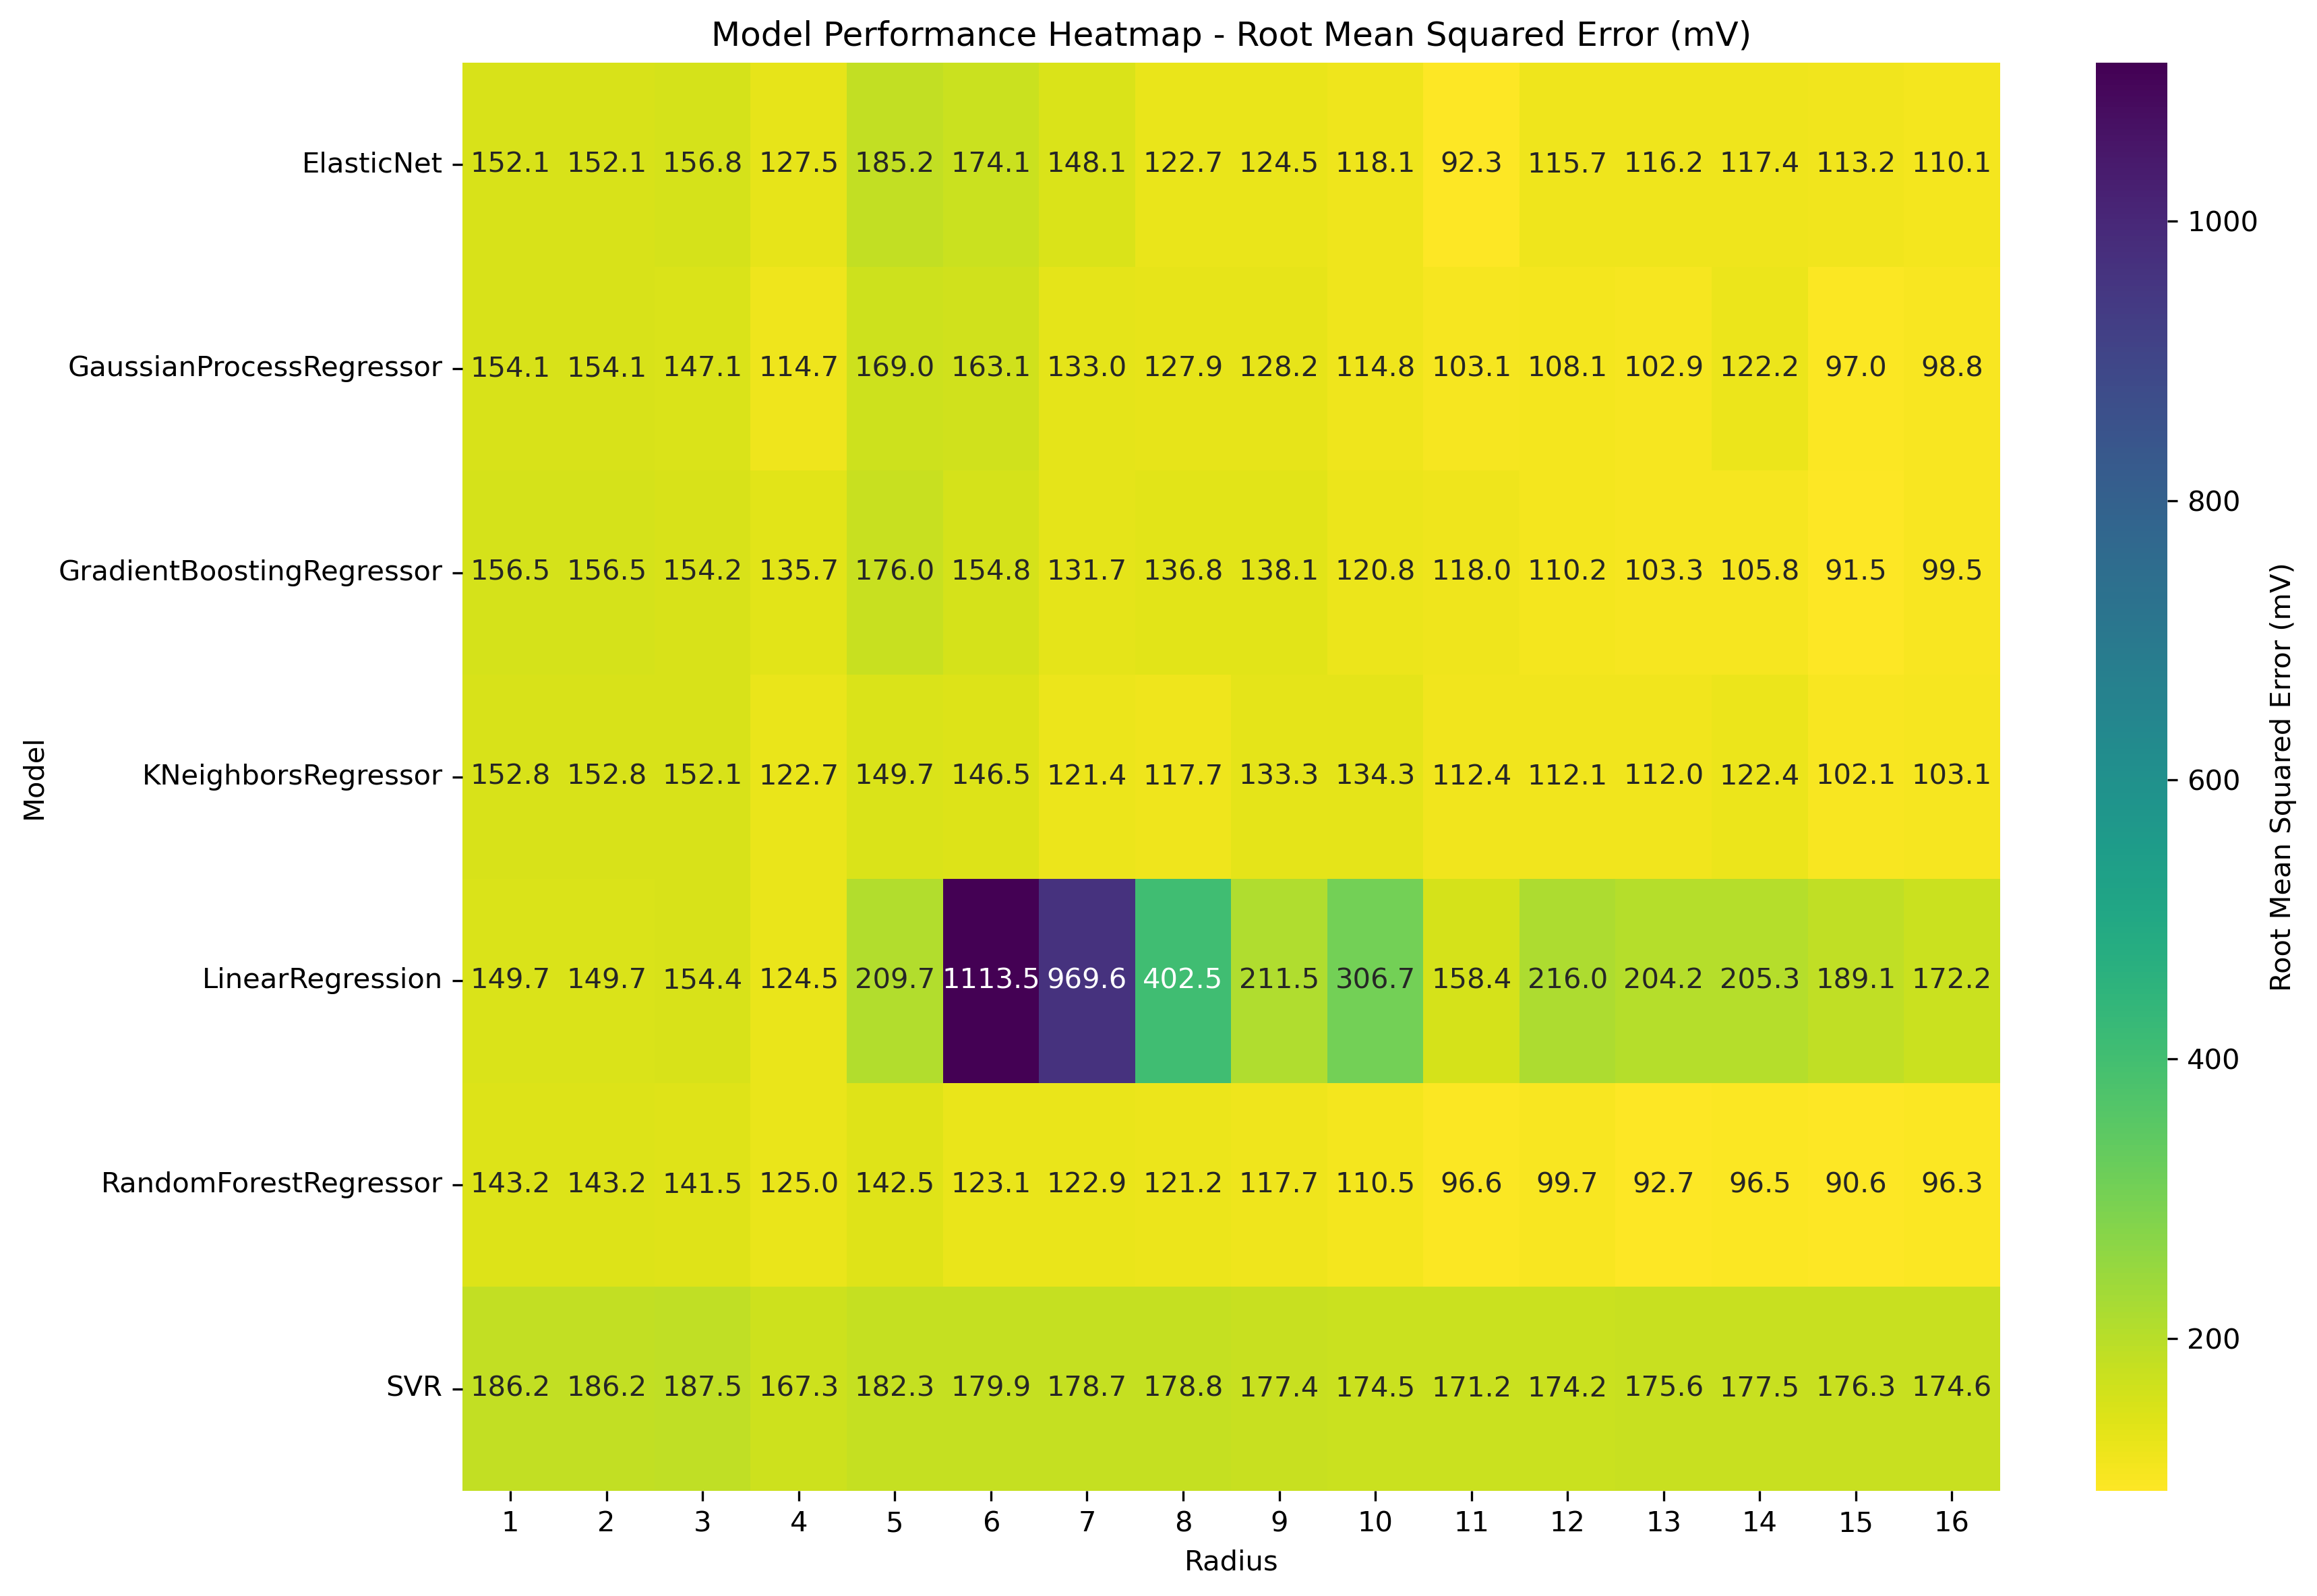 Model Performance Heatmap - Root Mean Squared Error (mV)
ElasticNet 152.1 152.1 156.8 127.5 185.2 174.1 148.1 122.7 124.5 118.1 92.3 115.7 116.2 117.4 113.2 110.1
GaussianProcessRegressor 154.1 154.1 147.1 114.7 169.0 163.1 133.0 127.9 128.2 114.8 103.1 108.1 102.9 122.2 97.0 98.8
GradientBoostingRegressor 156.5 156.5 154.2 135.7 176.0 154.8 131.7 136.8 138.1 120.8 118.0 110.2 103.3 105.8 91.5 99.5
KNeighborsRegressor 152.8 152.8 152.1 122.7 149.7 146.5 121.4 117.7 133.3 134.3 112.4 112.1 112.0 122.4 102.1 103.1
LinearRegression 149.7 149.7 154.4 124.5 209.7 1113.5 969.6 402.5 211.5 306.7 158.4 216.0 204.2 205.3 189.1 172.2
RandomForestRegressor 143.2 143.2 141.5 125.0 142.5 123.1 122.9 121.2 117.7 110.5 96.6 99.7 92.7 96.5 90.6 96.3
SVR 186.2 186.2 187.5 167.3 182.3 179.9 178.7 178.8 177.4 174.5 171.2 174.2 175.6 177.5 176.3 174.6
1 2 3 4 5 6 7 8 9 10 11 12 13 14 15 16
Radius
Model
1000
800
600
400
200
Root Mean Squared Error (mV)